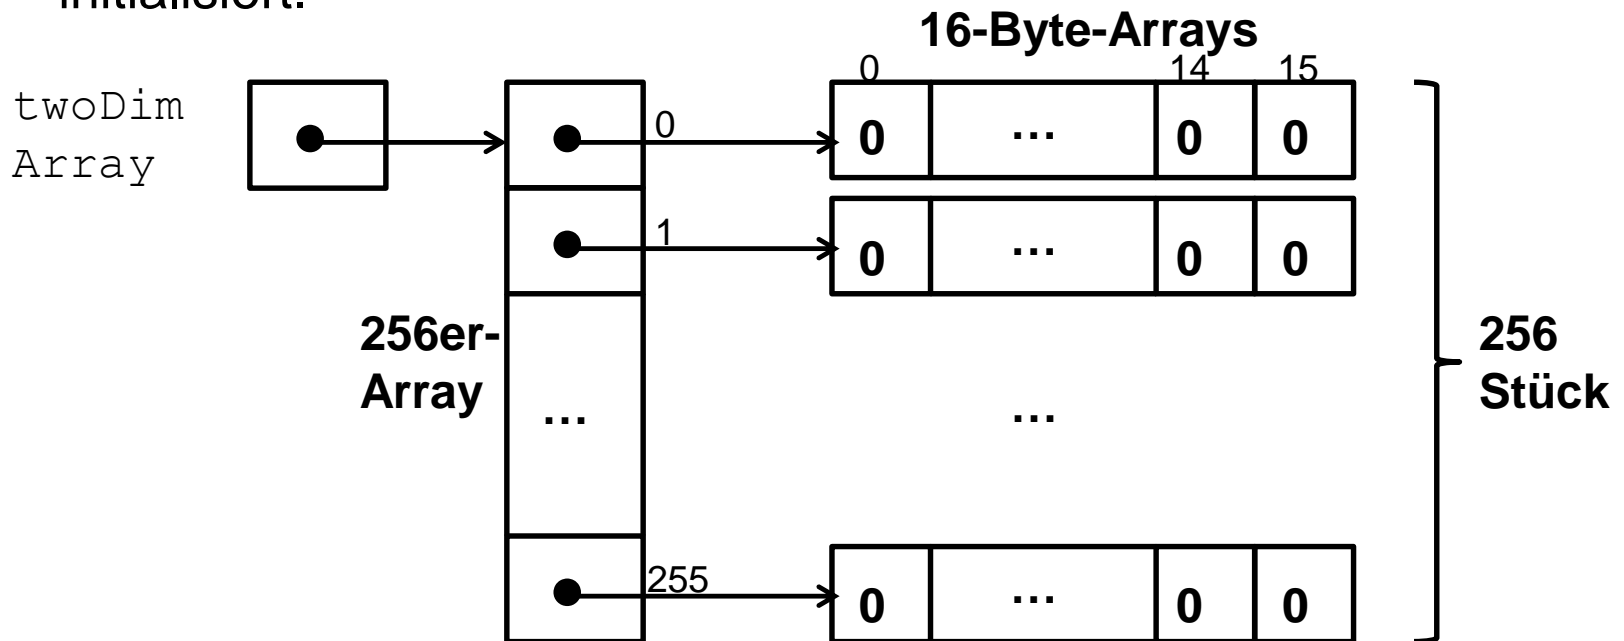 initialisiert.
16-Byte-Arrays
0 14 15
twoDim
Array
0
0 … 0 0
1
0 … 0 0
256er-
Array
…
…
256
Stück
255
0 … 0 0